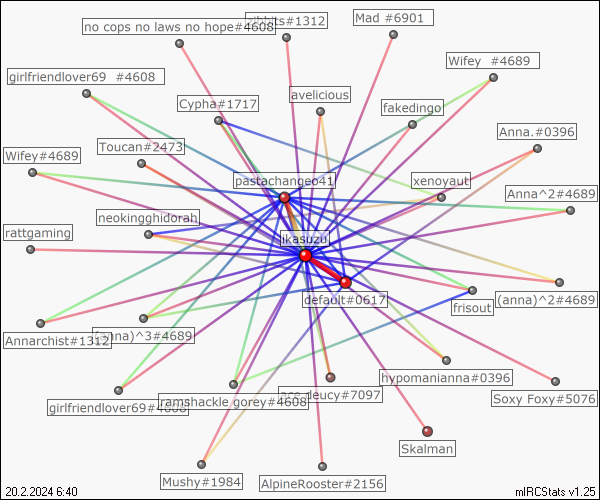 no cops no laws no hope#4608
zibbits#1312
Mad #6901
Wifey #4689
girlfriendlover69 #4608
Cypha#1717
avelicious
fakedingo
Anna.#0396
Toucan#2473
Wifey#4689
pastachangeo41
xenoyaut
Anna^2#4689
neokingghidorah
rattgaming
ikasuzu
default#0617
(anna)^2#4689
frisout
Annarchist#1312
(anna)^3#4689
hypomanianna#0396
girlfriendlover69#4608
ramshackle gorey#4608
deucy#7097
Soxy Foxy#5076
Skalman
Mushy#1984
AlpineRooster#2156
20.2.2024 6:40
mIRCStats v1.25